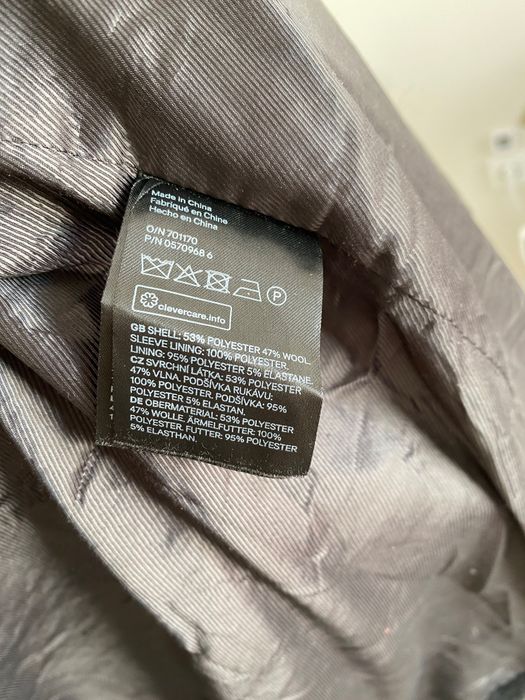 Made in China
Fabriqué en Chine
Hecho en China
O/N 701170
P/N 0570968 6
P
clevercare.info
GB SHELL: 53% POLYESTER 47% WOOL.
SLEEVE LINING: 100% POLYESTER.
LINING: 95% POLYESTER 5% ELASTANE.
CZ SVRCHNÍ LÁTKA: 53% POLYESTER
47% VLNA. PODŠÍVKA RUKÁVU:
100% POLYESTER. PODŠÍVKA: 95%
POLYESTER 5% ELASTAN.
DE OBERMATERIAL: 53% POLYESTER
47% WOLLE. ÄRMELFUTTER: 100%
POLYESTER. FUTTER: 95% POLYESTER
5% ELASTHAN.